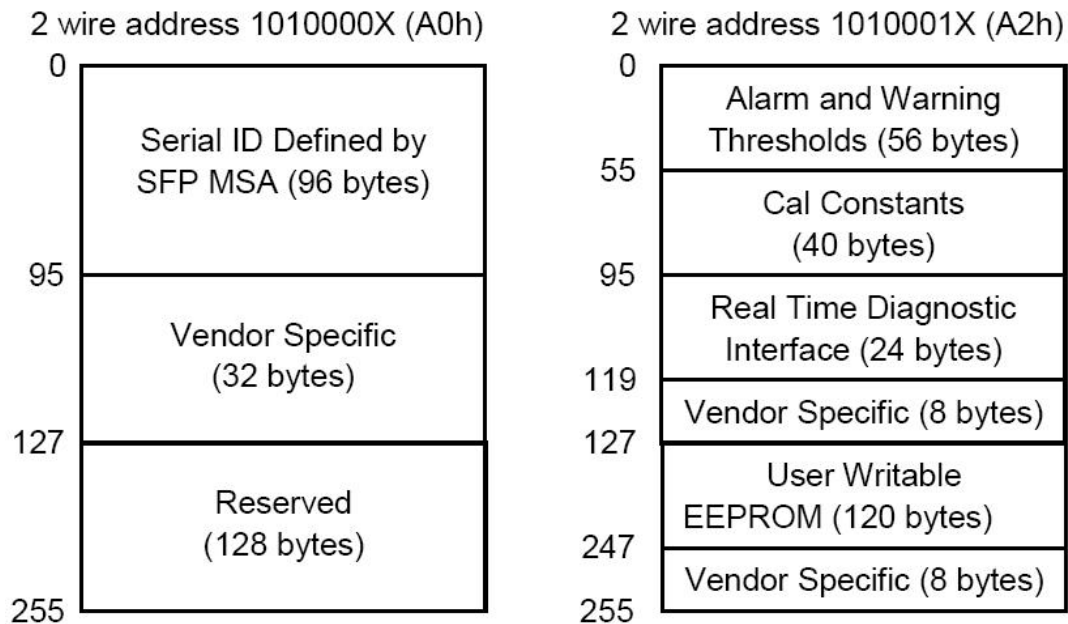 2 wire address 1010000X (A0h)
0
Serial ID Defined by
SFP MSA (96 bytes)
95
Vendor Specific
(32 bytes)
127
Reserved
(128 bytes)
255
2 wire address 1010001X (A2h)
0
Alarm and Warning
Thresholds (56 bytes)
55
Cal Constants
(40 bytes)
95
Real Time Diagnostic
Interface (24 bytes)
119
Vendor Specific (8 bytes)
127
User Writable
EEPROM (120 bytes)
247
Vendor Specific (8 bytes)
255